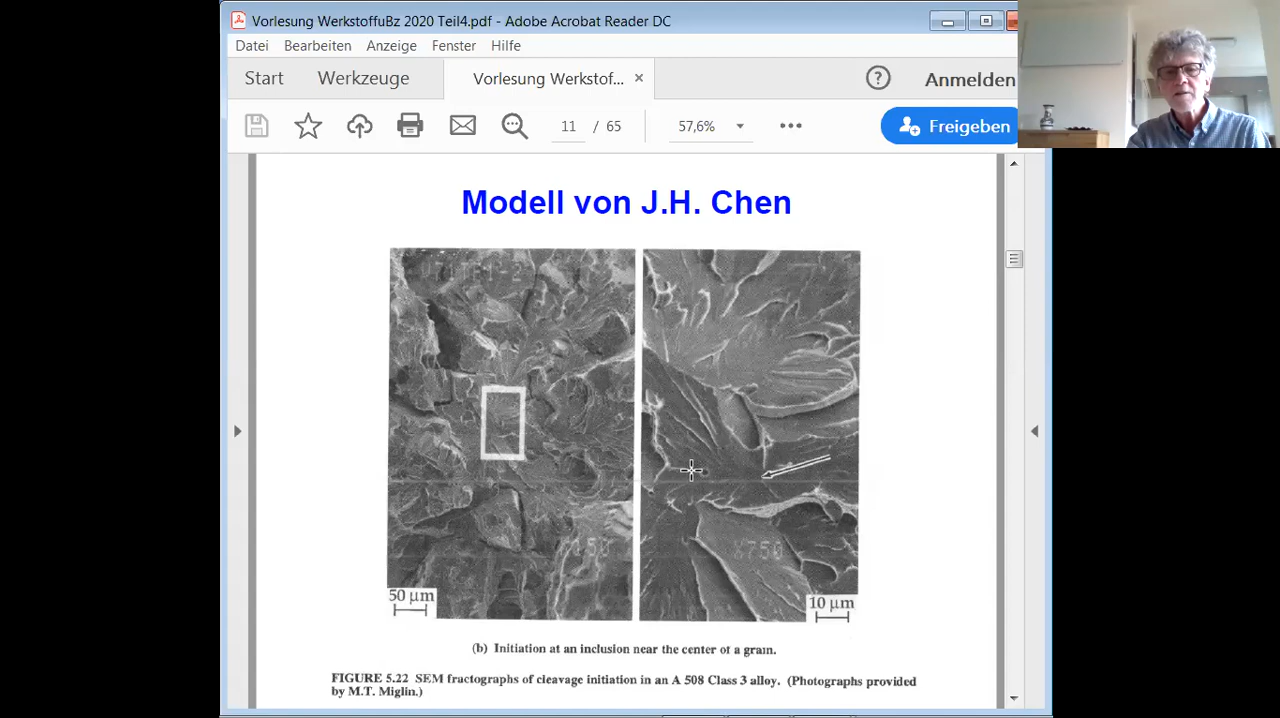 Vorlesung WerkstoffuBz 2020 Teil4.pdf - Adobe Acrobat Reader DC
Datei Bearbeiten Anzeige Fenster Hilfe
Start Werkzeuge Vorlesung Werkstof... × ? Anmelden
11 / 65 57,6% Freigeben
Modell von J.H. Chen
X750
50 µm
10 µm
(b) Initiation at an inclusion near the center of a grain.
FIGURE 5.22 SEM fractographs of cleavage initiation in an A 508 Class 3 alloy. (Photographs provided
by M.T. Miglin.)